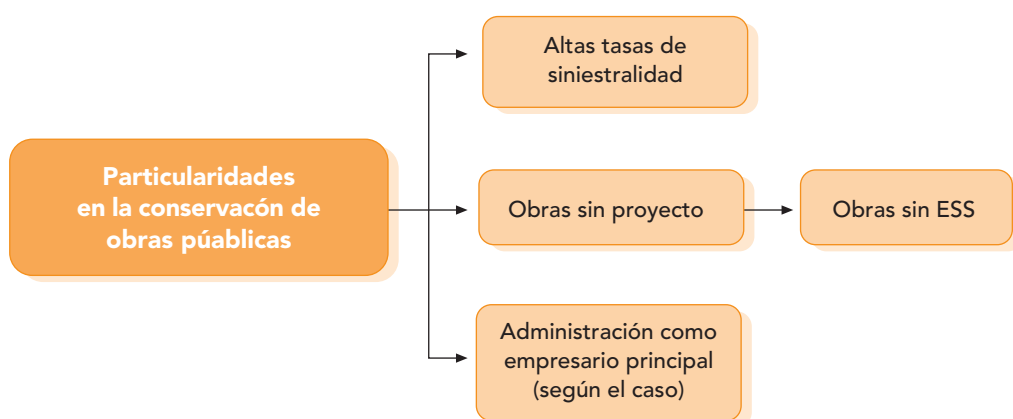 Altas tasas de
siniestralidad
Particularidades
en la conservacón de
obras púablicas
Obras sin proyecto
Obras sin ESS
Administración como
empresario principal
(según el caso)